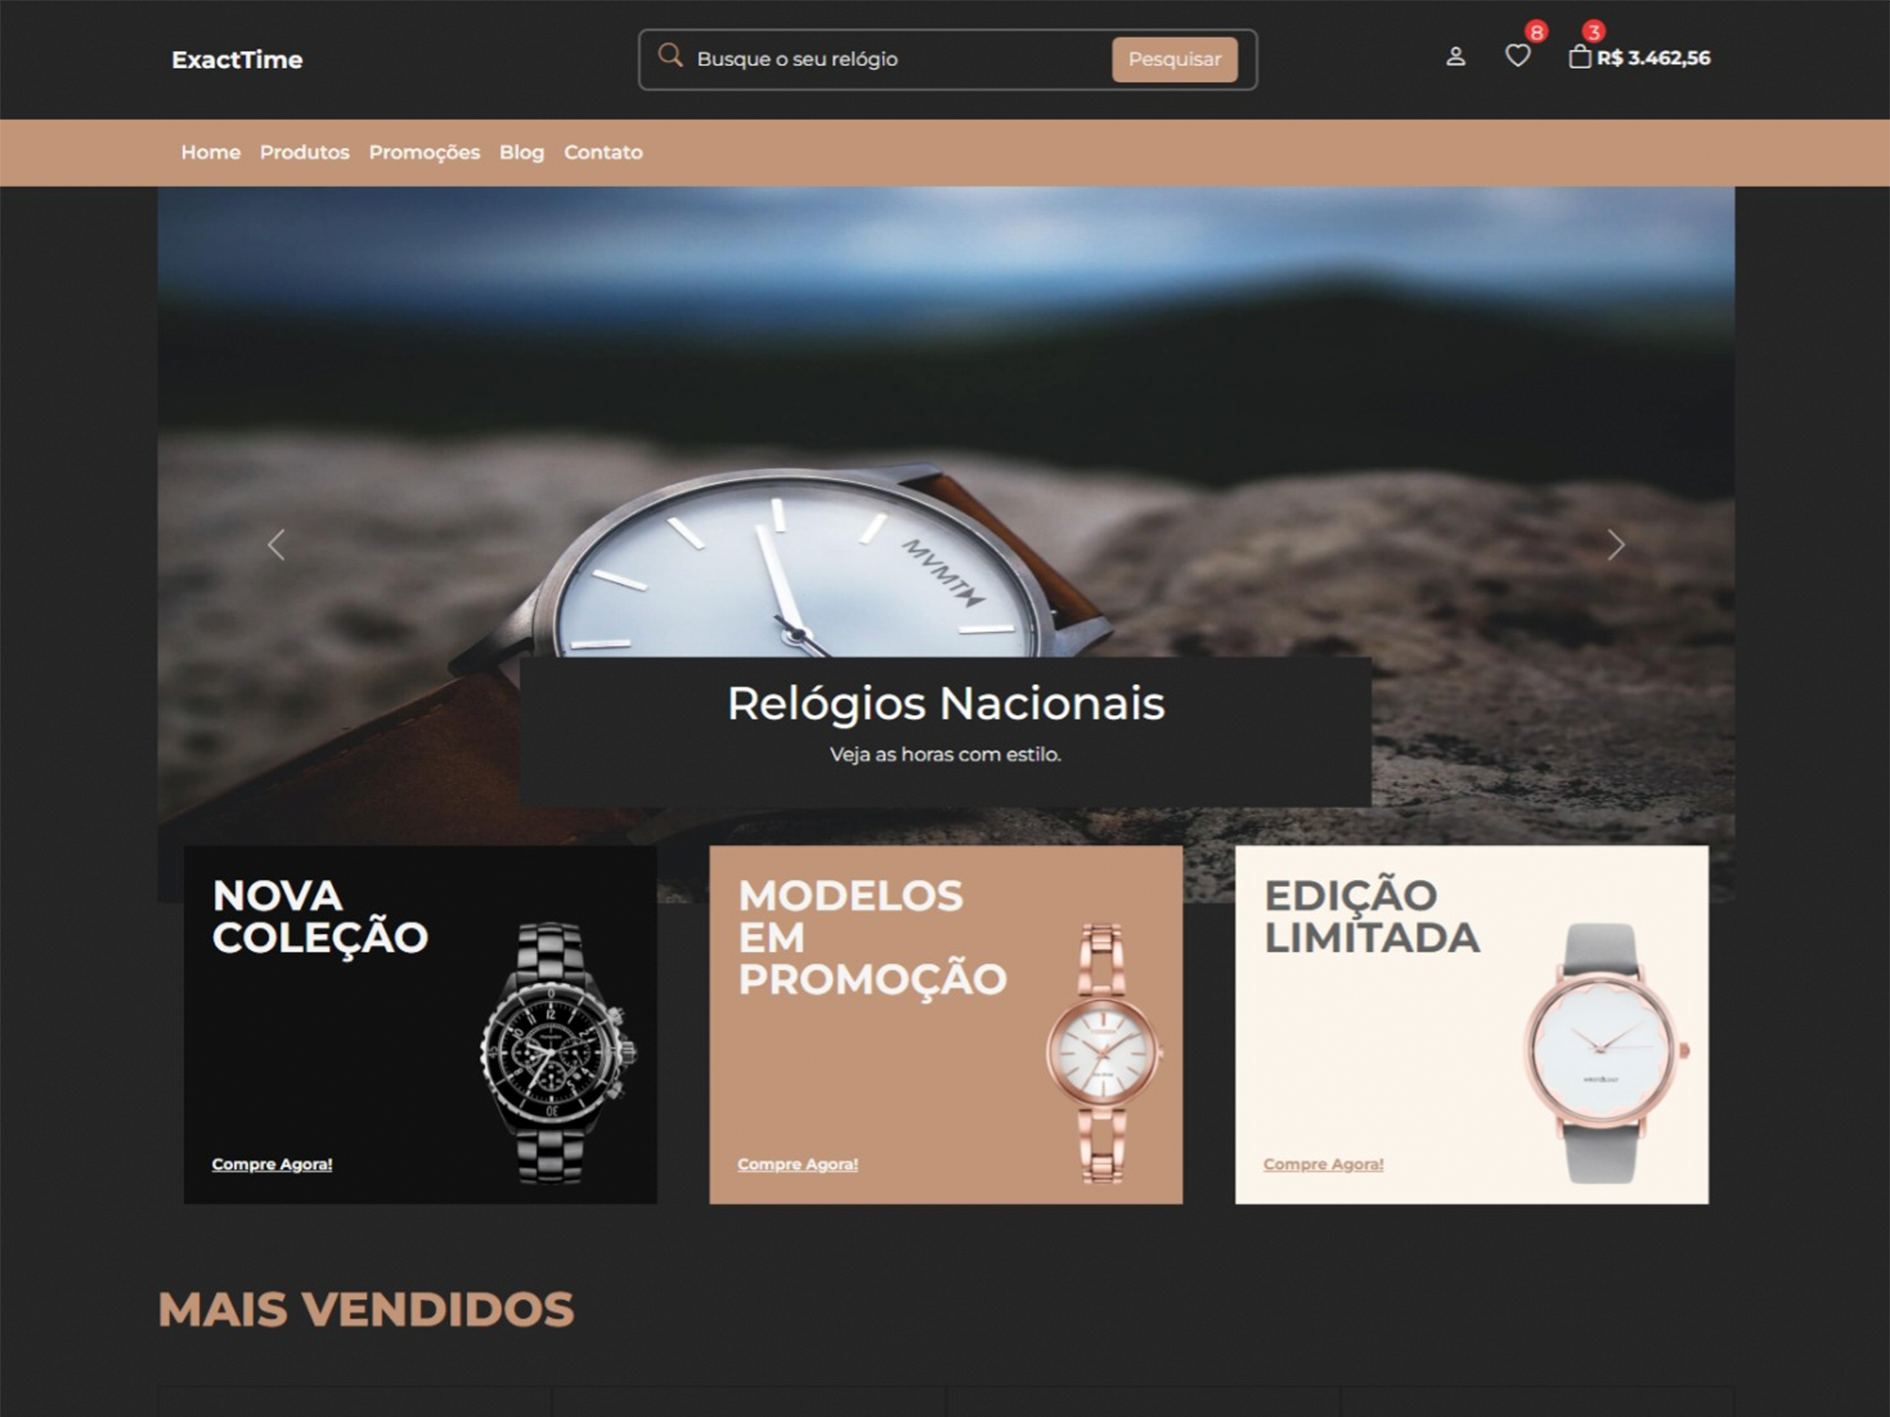 ExactTime
Busque o seu relógio
Pesquisar
8
3
R$ 3.462,56
Home Produtos Promoções Blog Contato
MVMT
Relógios Nacionais
Veja as horas com estilo.
NOVA
COLEÇÃO
Compre Agora!
MODELOS
EM
PROMOÇÃO
Compre Agora!
EDIÇÃO
LIMITADA
Compre Agora!
MAIS VENDIDOS